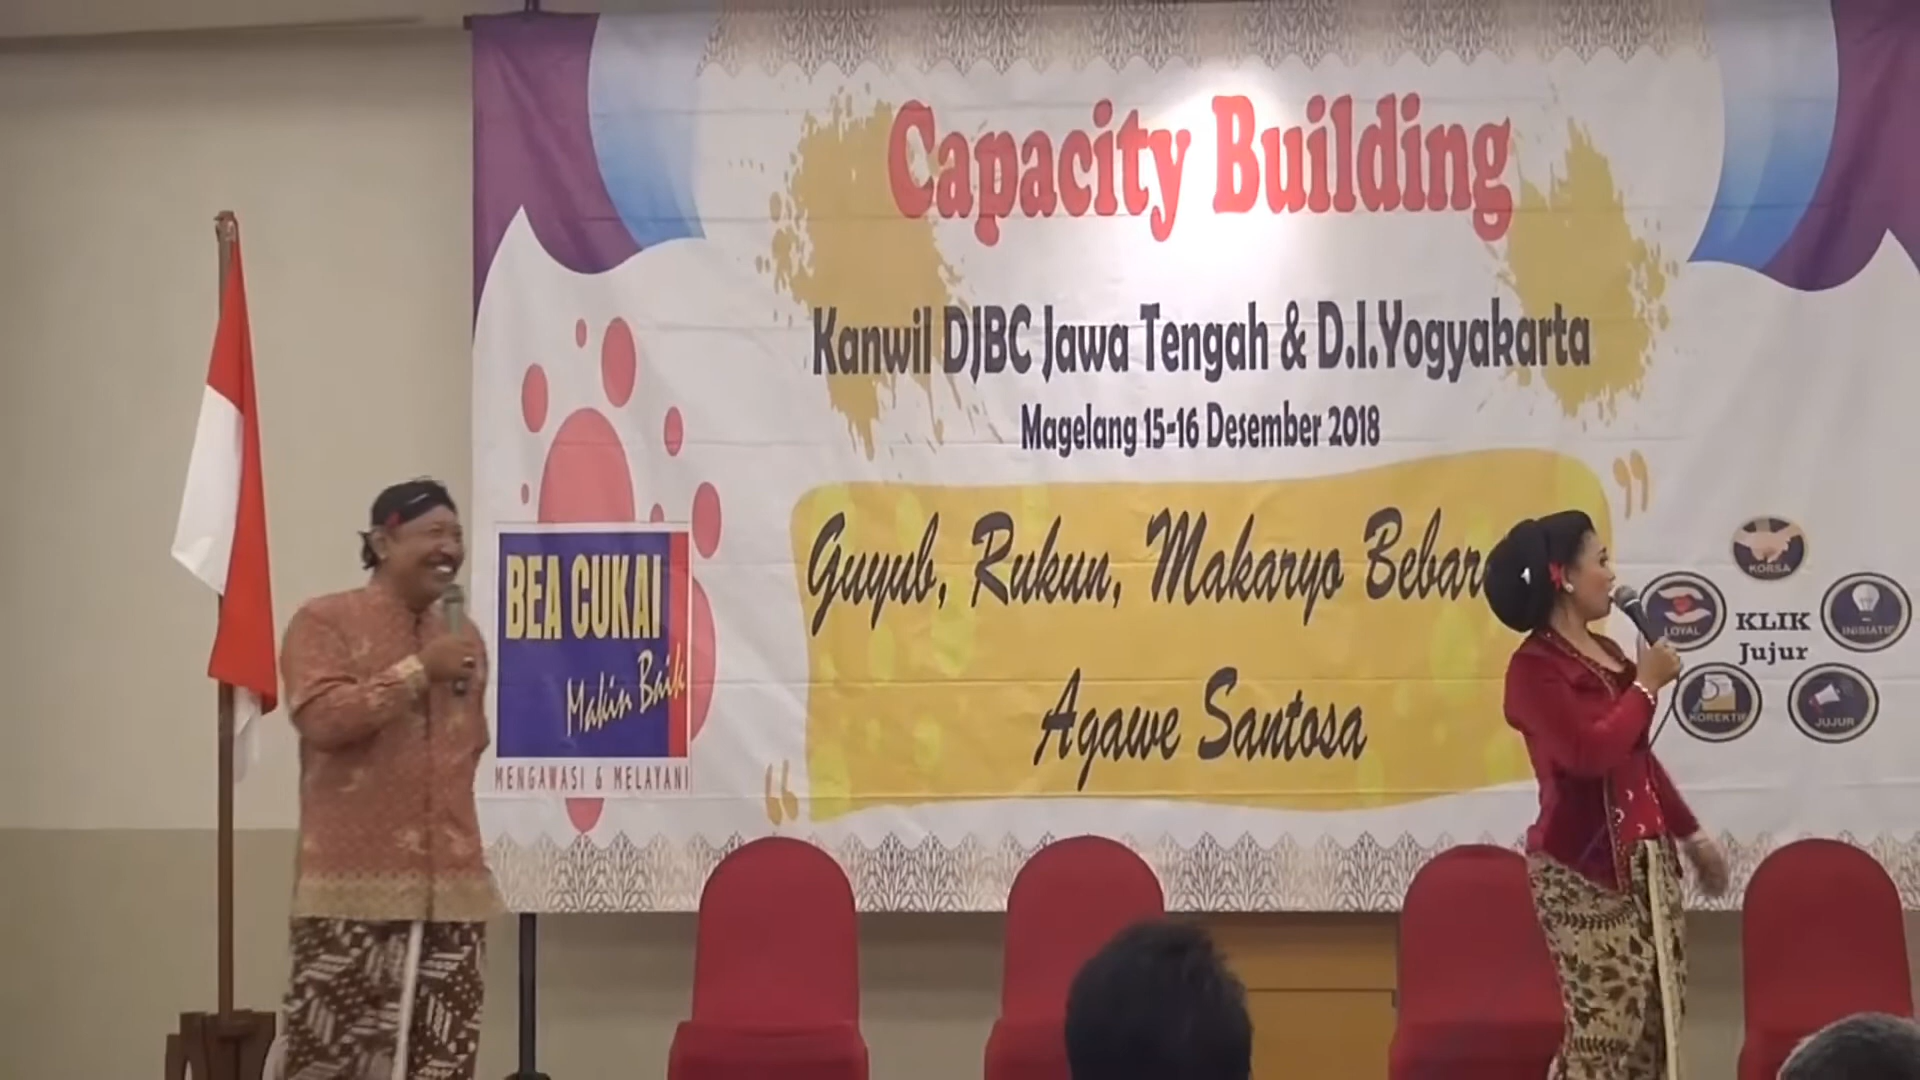 Capacity Building
Kanwil DJBC Jawa Tengah & D.I.Yogyakarta
Magelang 15-16 Desember 2018
Guyub, Rukun, Makaryo Bebar
Agawe Santosa
BEA CUKAI
Makin Baik
MENGAWASI & MELAYANI
KORSA
LOYAL
KLIK
Jujur
INISIATIF
KOREKTIF
JUJUR